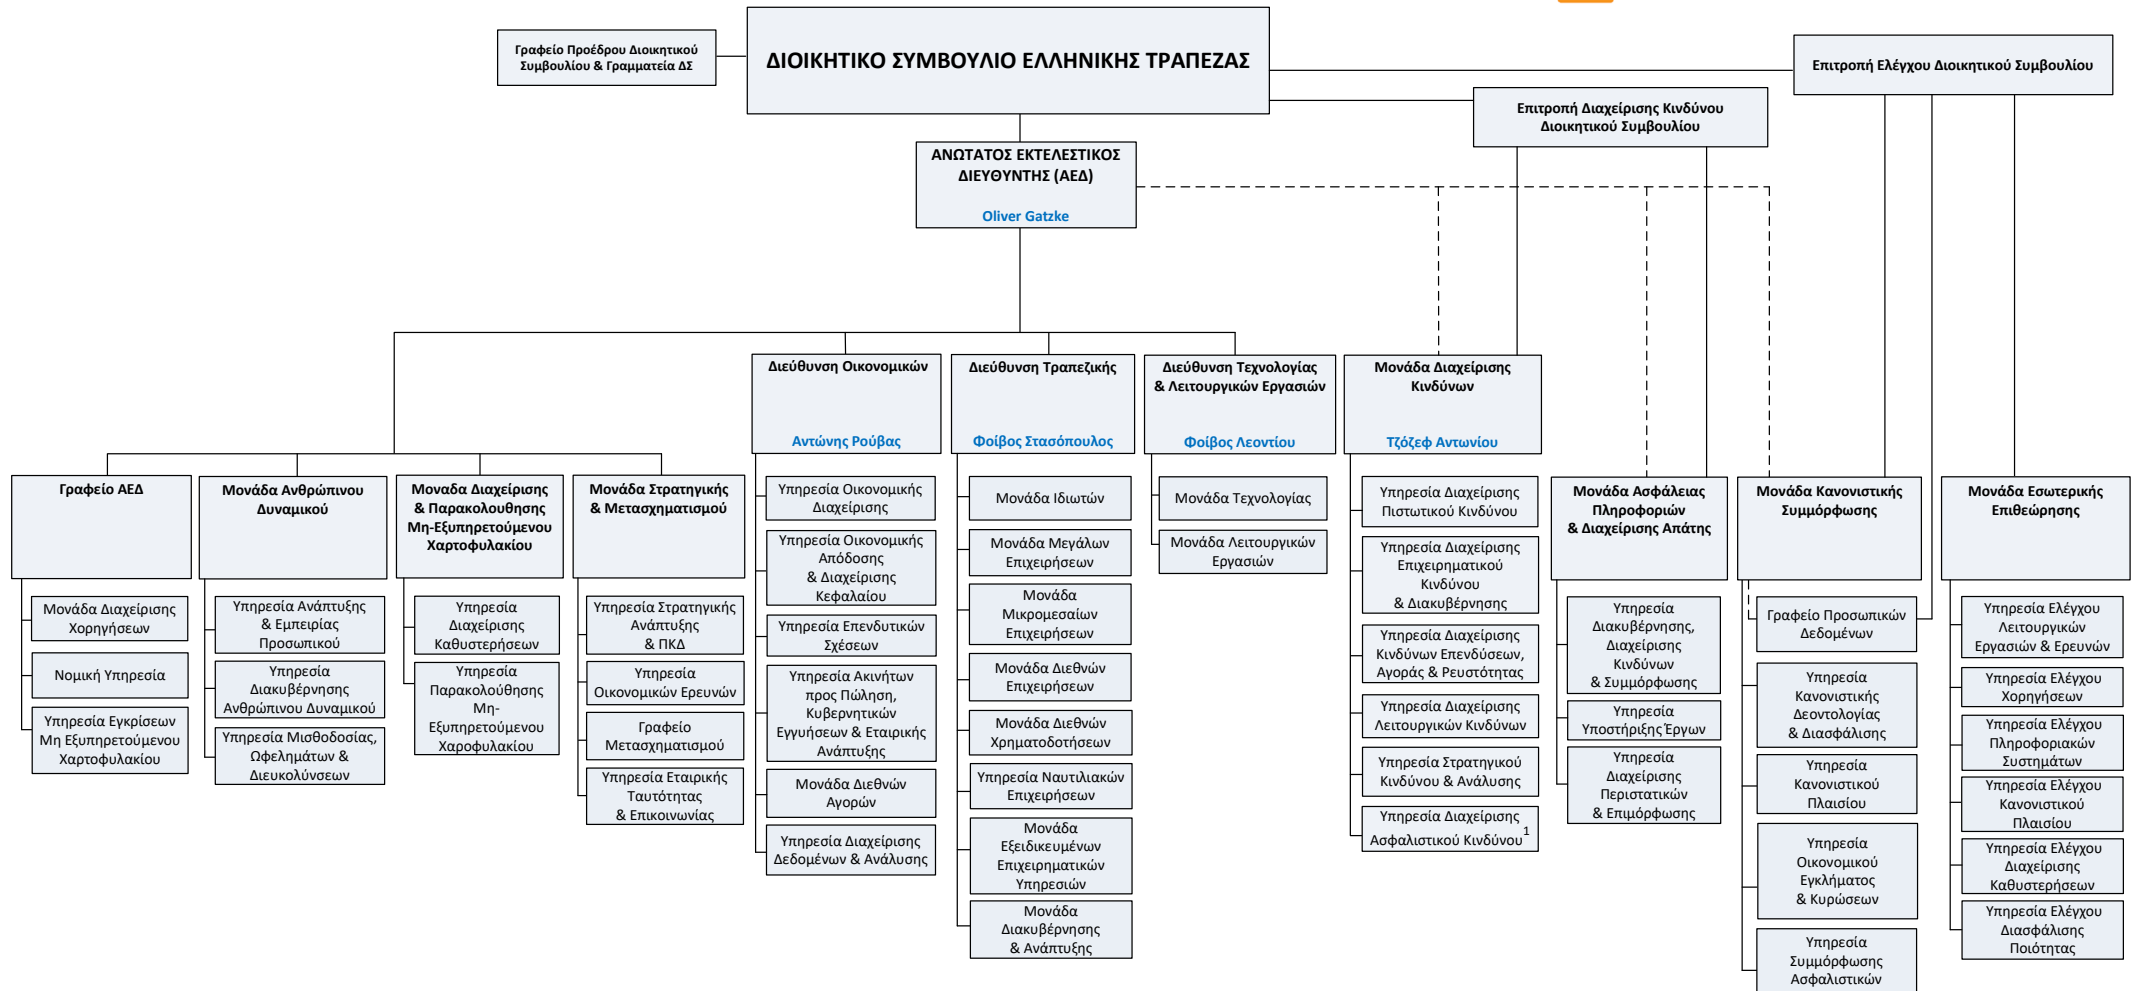 Γραφείο Προέδρου Διοικητικού
Συμβουλίου & Γραμματεία ΔΣ
ΔΙΟΙΚΗΤΙΚΟ ΣΥΜΒΟΥΛΙΟ ΕΛΛΗΝΙΚΗΣ ΤΡΑΠΕΖΑΣ
Επιτροπή Ελέγχου Διοικητικού Συμβουλίου
Επιτροπή Διαχείρισης Κινδύνου
Διοικητικού Συμβουλίου
ΑΝΩΤΑΤΟΣ ΕΚΤΕΛΕΣΤΙΚΟΣ
ΔΙΕΥΘΥΝΤΗΣ (ΑΕΔ)
Oliver Gatzke
Διεύθυνση Οικονομικών
Αντώνης Ρούβας
Διεύθυνση Τραπεζικής
Φοίβος Στασόπουλος
Διεύθυνση Τεχνολογίας
& Λειτουργικών Εργασιών
Φοίβος Λεοντίου
Μονάδα Διαχείρισης
Κινδύνων
Τζόζεφ Αντωνίου
Γραφείο ΑΕΔ
Μονάδα Διαχείρισης
Χορηγήσεων
Νομική Υπηρεσία
Υπηρεσία Εγκρίσεων
Μη Εξυπηρετούμενου
Χαρτοφυλακίου
Μονάδα Ανθρώπινου
Δυναμικού
Υπηρεσία Ανάπτυξης
& Εμπειρίας
Προσωπικού
Υπηρεσία
Διακυβέρνησης
Ανθρώπινου Δυναμικού
Υπηρεσία Μισθοδοσίας,
Ωφελημάτων &
Διευκολύνσεων
Μοναδα Διαχείρισης
& Παρακολουθησης
Μη-Εξυπηρετούμενου
Χαρτοφυλακίου
Υπηρεσία
Διαχείρισης
Καθυστερήσεων
Υπηρεσία
Παρακολούθησης
Μη-
Εξυπηρετούμενου
Χαροφυλακίου
Μονάδα Στρατηγικής
& Μετασχηματισμού
Υπηρεσία Στρατηγικής
Ανάπτυξης
& ΠΚΔ
Υπηρεσία
Οικονομικών Ερευνών
Γραφείο
Μετασχηματισμού
Υπηρεσία Εταιρικής
Ταυτότητας
& Επικοινωνίας
Υπηρεσία Οικονομικής
Διαχείρισης
Υπηρεσία Οικονομικής
Απόδοσης
& Διαχείρισης
Κεφαλαίου
Υπηρεσία Επενδυτικών
Σχέσεων
Υπηρεσία Ακινήτων
προς Πώληση,
Κυβερνητικών
Εγγυήσεων & Εταιρικής
Ανάπτυξης
Μονάδα Διεθνών
Αγορών
Υπηρεσία Διαχείρισης
Δεδομένων & Ανάλυσης
Μονάδα Ιδιωτών
Μονάδα Μεγάλων
Επιχειρήσεων
Μονάδα
Μικρομεσαίων
Επιχειρήσεων
Μονάδα Διεθνών
Επιχειρήσεων
Μονάδα Διεθνών
Χρηματοδοτήσεων
Υπηρεσία Ναυτιλιακών
Επιχειρήσεων
Μονάδα
Εξειδικευμένων
Επιχειρηματικών
Υπηρεσιών
Μονάδα
Διακυβέρνησης
& Ανάπτυξης
Μονάδα Τεχνολογίας
Μονάδα Λειτουργικών
Εργασιών
Υπηρεσία Διαχείρισης
Πιστωτικού Κινδύνου
Υπηρεσία Διαχείρισης
Επιχειρηματικού
Κινδύνου
& Διακυβέρνησης
Υπηρεσία Διαχείρισης
Κινδύνων Επενδύσεων,
Αγοράς & Ρευστότητας
Υπηρεσία Διαχείρισης
Λειτουργικών Κινδύνων
Υπηρεσία Στρατηγικού
Κινδύνου & Ανάλυσης
Υπηρεσία Διαχείρισης
Ασφαλιστικού Κινδύνου1
Μονάδα Ασφάλειας
Πληροφοριών
& Διαχείρισης Απάτης
Υπηρεσία
Διακυβέρνησης,
Διαχείρισης
Κινδύνων
& Συμμόρφωσης
Υπηρεσία
Υποστήριξης Έργων
Υπηρεσία
Διαχείρισης
Περιστατικών
& Επιμόρφωσης
Μονάδα Κανονιστικής
Συμμόρφωσης
Γραφείο Προσωπικών
Δεδομένων
Υπηρεσία
Κανονιστικής
Δεοντολογίας
& Διασφάλισης
Υπηρεσία
Κανονιστικού
Πλαισίου
Υπηρεσία
Οικονομικού
Εγκλήματος
& Κυρώσεων
Υπηρεσία
Συμμόρφωσης
Ασφαλιστικών
Μονάδα Εσωτερικής
Επιθεώρησης
Υπηρεσία Ελέγχου
Λειτουργικών
Εργασιών & Ερευνών
Υπηρεσία Ελέγχου
Χορηγήσεων
Υπηρεσία Ελέγχου
Πληροφοριακών
Συστημάτων
Υπηρεσία Ελέγχου
Κανονιστικού
Πλαισίου
Υπηρεσία Ελέγχου
Διαχείρισης
Καθυστερήσεων
Υπηρεσία Ελέγχου
Διασφάλισης
Ποιότητας